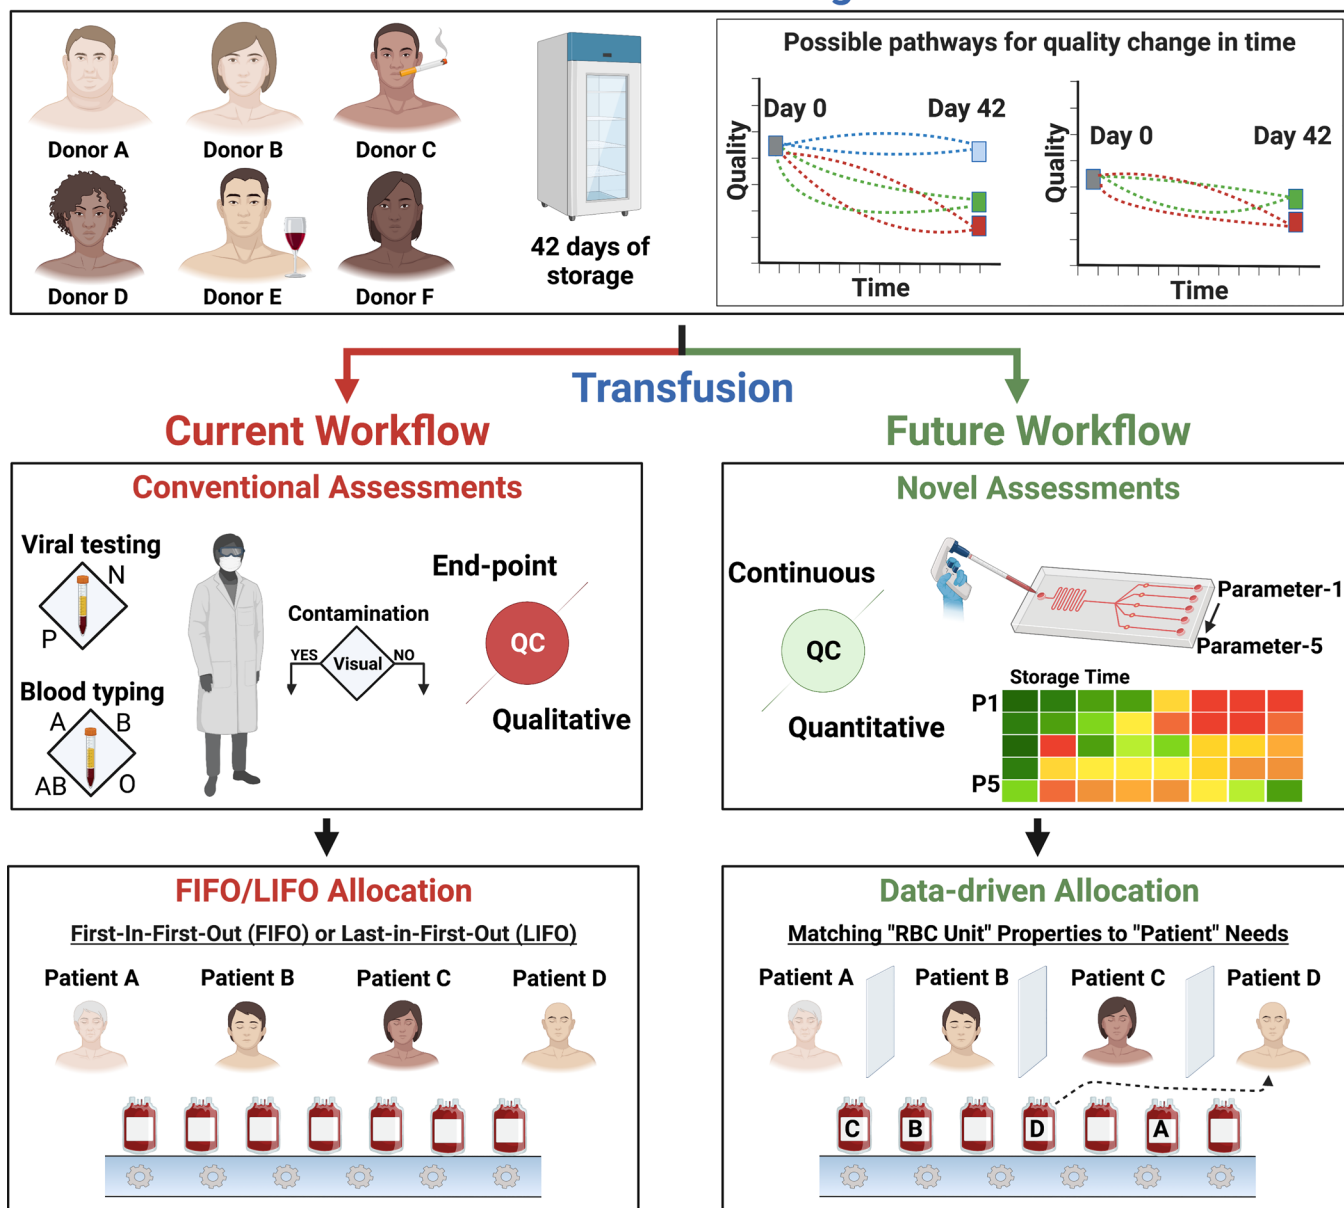 Donor A
Donor B
Donor C
Donor D
Donor E
Donor F
42 days of
storage
Possible pathways for quality change in time
Quality
Day 0
Day 42
Time
Quality
Day 0
Day 42
Time
Transfusion
Current Workflow
Future Workflow
Conventional Assessments
Viral testing
N
P
Blood typing
A
B
AB
O
Contamination
YES
Visual
NO
End-point
QC
Qualitative
Novel Assessments
Continuous
QC
Quantitative
Parameter-1
Parameter-5
Storage Time
P1
P5
FIFO/LIFO Allocation
First-In-First-Out (FIFO) or Last-in-First-Out (LIFO)
Patient A
Patient B
Patient C
Patient D
Data-driven Allocation
Matching "RBC Unit" Properties to "Patient" Needs
Patient A
Patient B
Patient C
Patient D
C
B
D
A